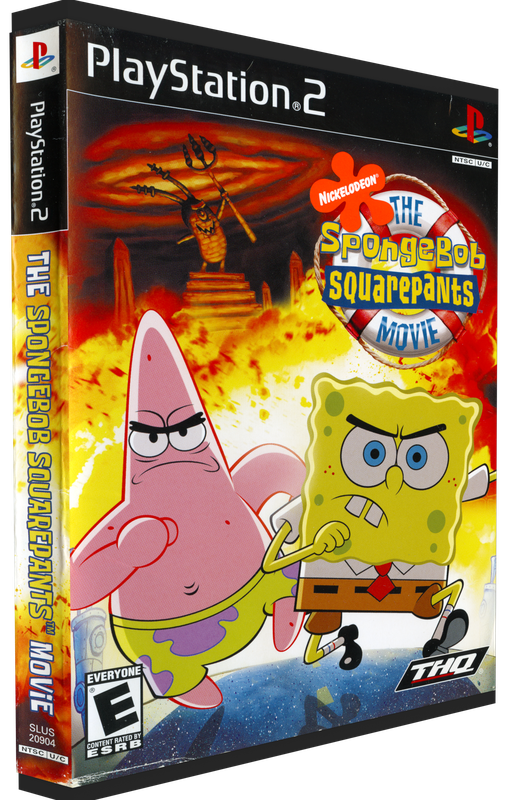 PlayStation®2
THE SPONGEBOB SQUAREPANTS™ MOVIE
SLUS
20904
NTSC U/C
PlayStation®2
NTSC U/C
NICKELODEON®
THE
SPONGEBOB
SQUAREPANTS™
MOVIE
EVERYONE
E
CONTENT RATED BY
ESRB
THQ